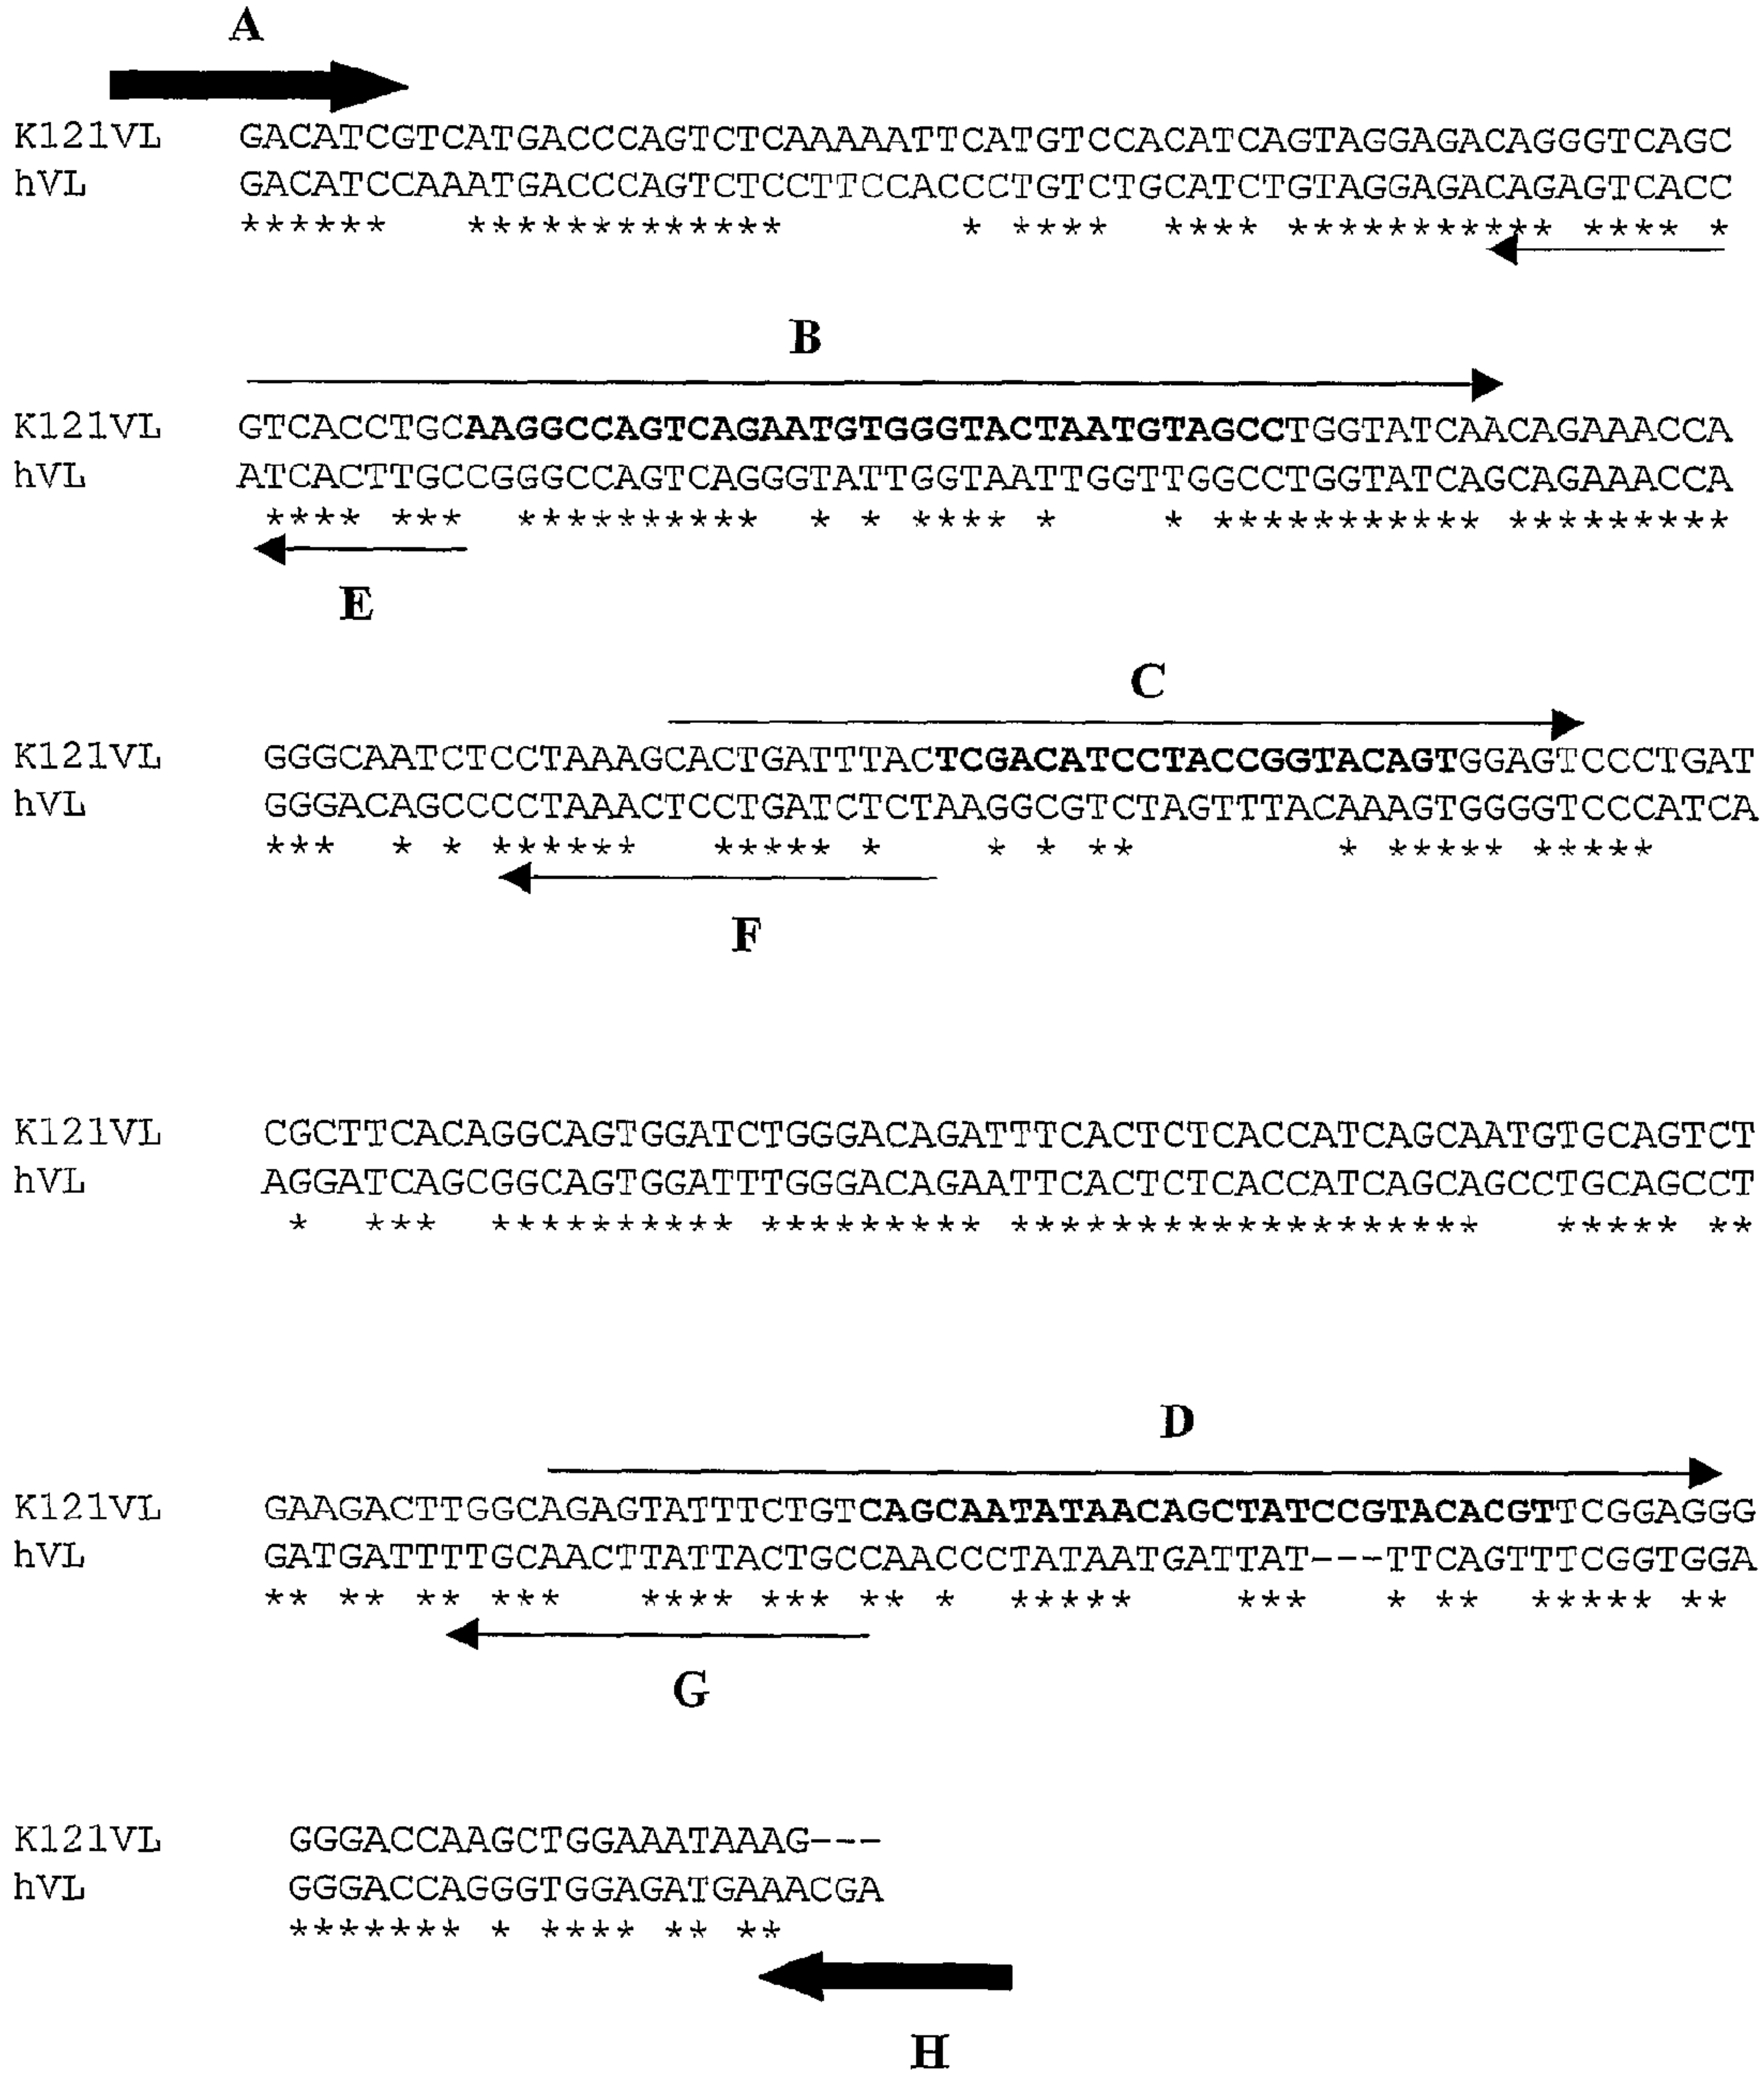 A
K121VL GACATCGTCATGACCCAGTCTCAAAAATTCATGTCCACATCAGTAGGAGACAGGGTCAGC
hVL GACATCCAAATGACCCAGTCTCCTTCCACCCTGTCTGCATCTGTAGGAGACAGAGTCACC
****** ************* * **** **** *********** **** *
B
K121VL GTCACCTGCAAGGCCAGTCAGAATGTGGGTACTAATGTAGCCTGGTATCAACAGAAACCA
hVL ATCACTTGCCGGGCCAGTCAGGGTATTGGTAATTGGTTGGCCTGGTATCAGCAGAAACCA
**** *** ********** * * **** * * *********** *********
E
C
K121VL GGGCAATCTCCTAAAGCACTGATTTACTCGACATCCTACCGGTACAGTGGAGTCCCTGAT
hVL GGGACAGCCCCTAAACTCCTGATCTCTAAGGCGTCTAGTTTACAAAGTGGGGTCCCATCA
*** * * ****** ***** * * * ** * ***** *****
F
K121VL CGCTTCACAGGCAGTGGATCTGGGACAGATTTCACTCTCACCATCAGCAATGTGCAGTCT
hVL AGGATCAGCGGCAGTGGATTTGGGACAGAATTCACTCTCACCATCAGCAGCCTGCAGCCT
* *** ********** ********* ******************* ***** **
D
K121VL GAAGACTTGGCAGAGTATTTCTGTCAGCAATATAACAGCTATCCGTACACGTTCGGAGGG
hVL GATGATTTTGCAACTTATTACTGCCAACCCTATAATGATTAT---TTCAGTTTCGGTGGA
** ** ** *** **** *** ** * ***** *** * ** ***** **
G
K121VL GGGACCAAGCTGGAAATAAAG---
hVL GGGACCAGGGTGGAGATGAAACGA
******* * **** ** **
H